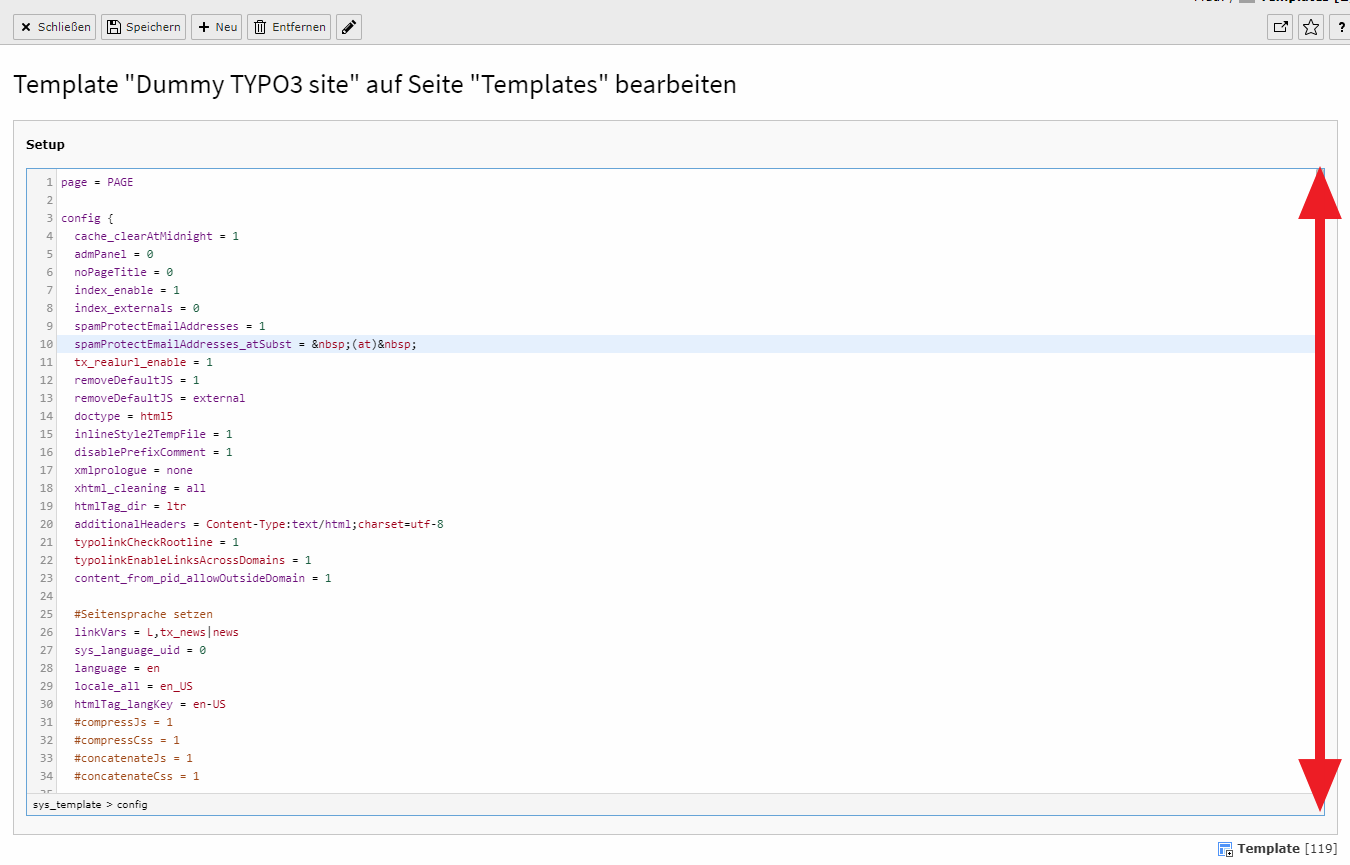 Schließen Speichern Neu Entfernen ?
Template "Dummy TYPO3 site" auf Seite "Templates" bearbeiten
Setup
1 page = PAGE
2
3 config {
4 cache_clearAtMidnight = 1
5 admPanel = 0
6 noPageTitle = 0
7 index_enable = 1
8 index_externals = 0
9 spamProtectEmailAddresses = 1
10 spamProtectEmailAddresses_atSubst = &nbsp;(at)&nbsp;
11 tx_realurl_enable = 1
12 removeDefaultJS = 1
13 removeDefaultJS = external
14 doctype = html5
15 inlineStyle2TempFile = 1
16 disablePrefixComment = 1
17 xmlprologue = none
18 xhtml_cleaning = all
19 htmlTag_dir = ltr
20 additionalHeaders = Content-Type:text/html;charset=utf-8
21 typolinkCheckRootline = 1
22 typolinkEnableLinksAcrossDomains = 1
23 content_from_pid_allowOutsideDomain = 1
24
25 #Seitensprache setzen
26 linkVars = L,tx_news|news
27 sys_language_uid = 0
28 language = en
29 locale_all = en_US
30 htmlTag_langKey = en-US
31 #compressJs = 1
32 #compressCss = 1
33 #concatenateJs = 1
34 #concatenateCss = 1
sys_template > config
Template [119]